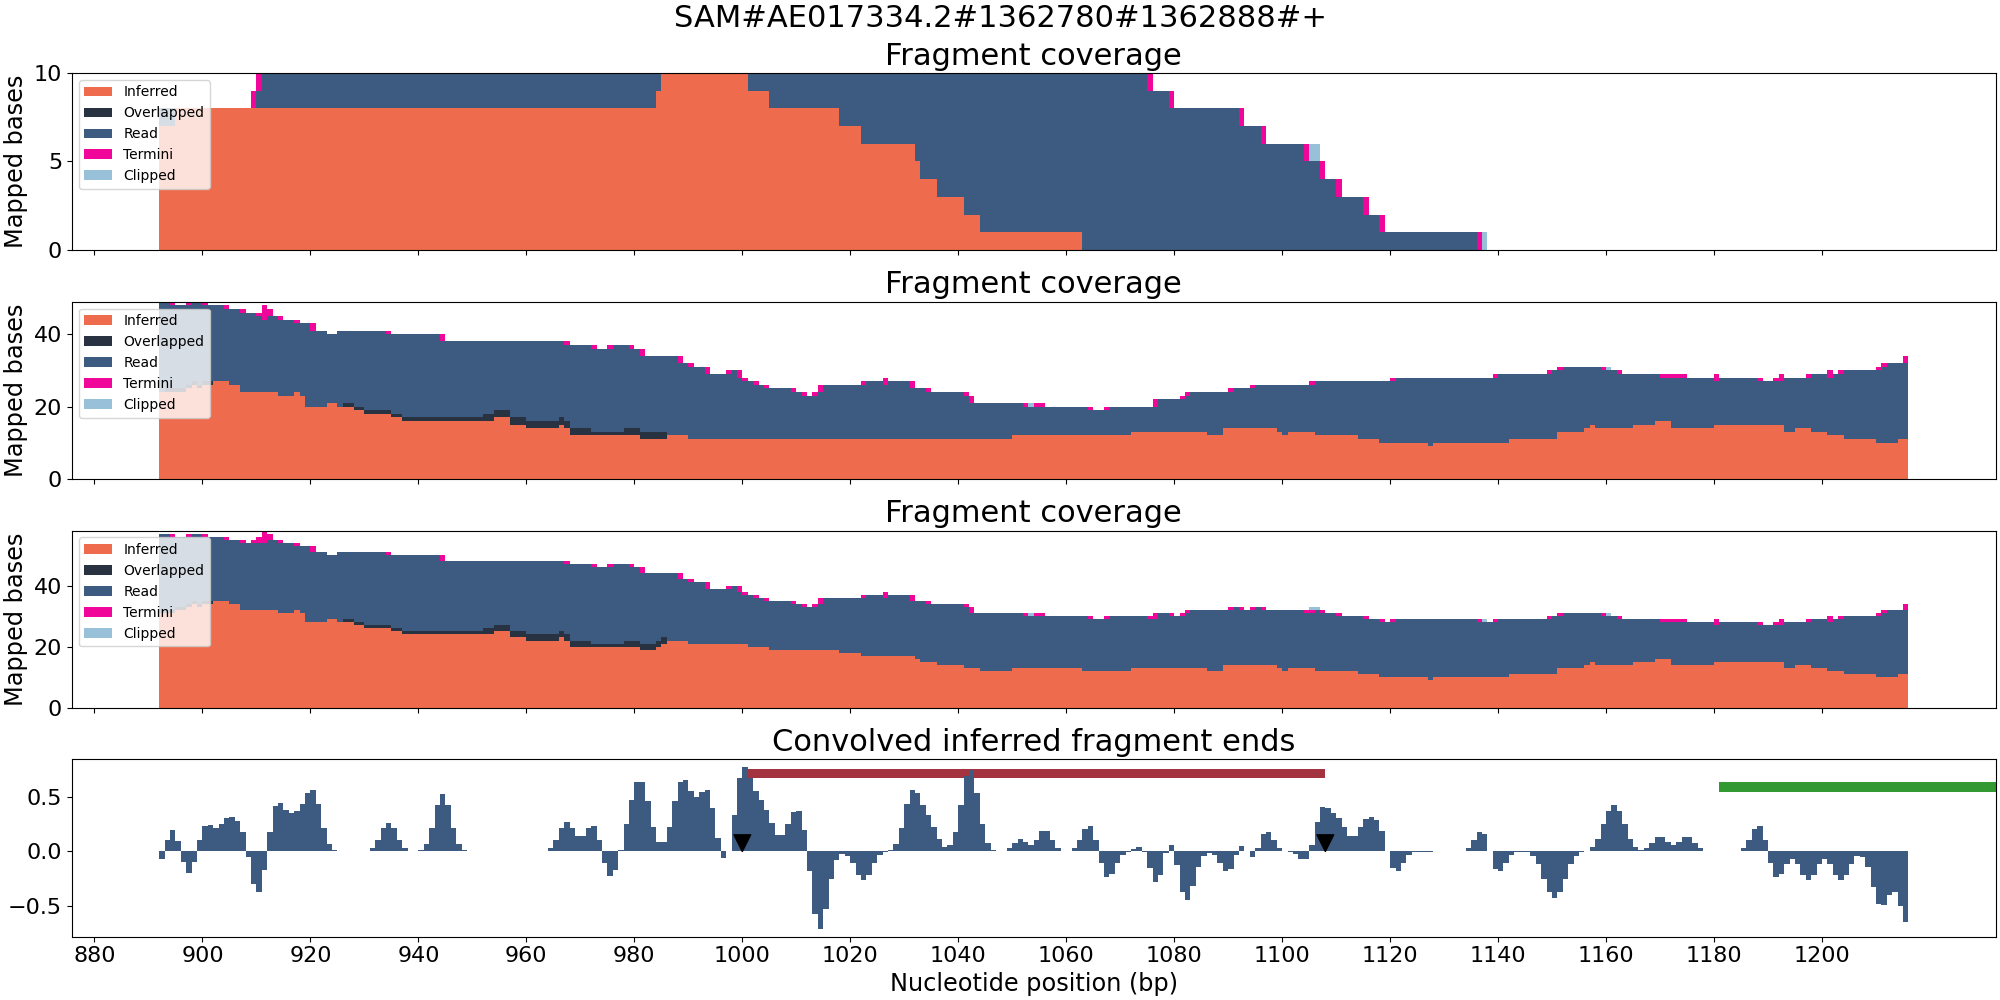 SAM#AE017334.2#1362780#1362888#+
Fragment coverage
Mapped bases
10
5
0
Inferred
Overlapped
Read
Termini
Clipped
Fragment coverage
Mapped bases
40
20
0
Inferred
Overlapped
Read
Termini
Clipped
Fragment coverage
Mapped bases
40
20
0
Inferred
Overlapped
Read
Termini
Clipped
Convolved inferred fragment ends
0.5
0.0
−0.5
880 900 920 940 960 980 1000 1020 1040 1060 1080 1100 1120 1140 1160 1180 1200
Nucleotide position (bp)